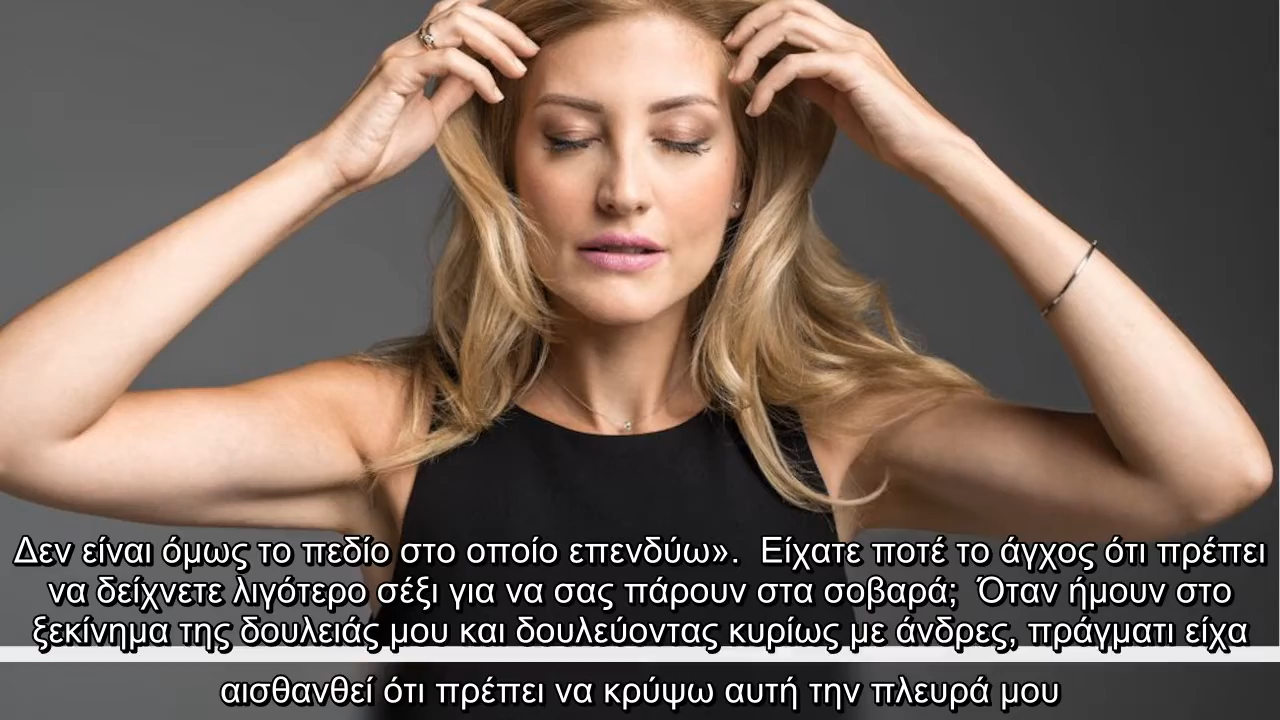 Δεν είναι όμως το πεδίο στο οποίο επενδύω». Είχατε ποτέ το άγχος ότι πρέπει
να δείχνετε λιγότερο σέξι για να σας πάρουν στα σοβαρά; Όταν ήμουν στο
ξεκίνημα της δουλειάς μου και δουλεύοντας κυρίως με άνδρες, πράγματι είχα
αισθανθεί ότι πρέπει να κρύψω αυτή την πλευρά μου